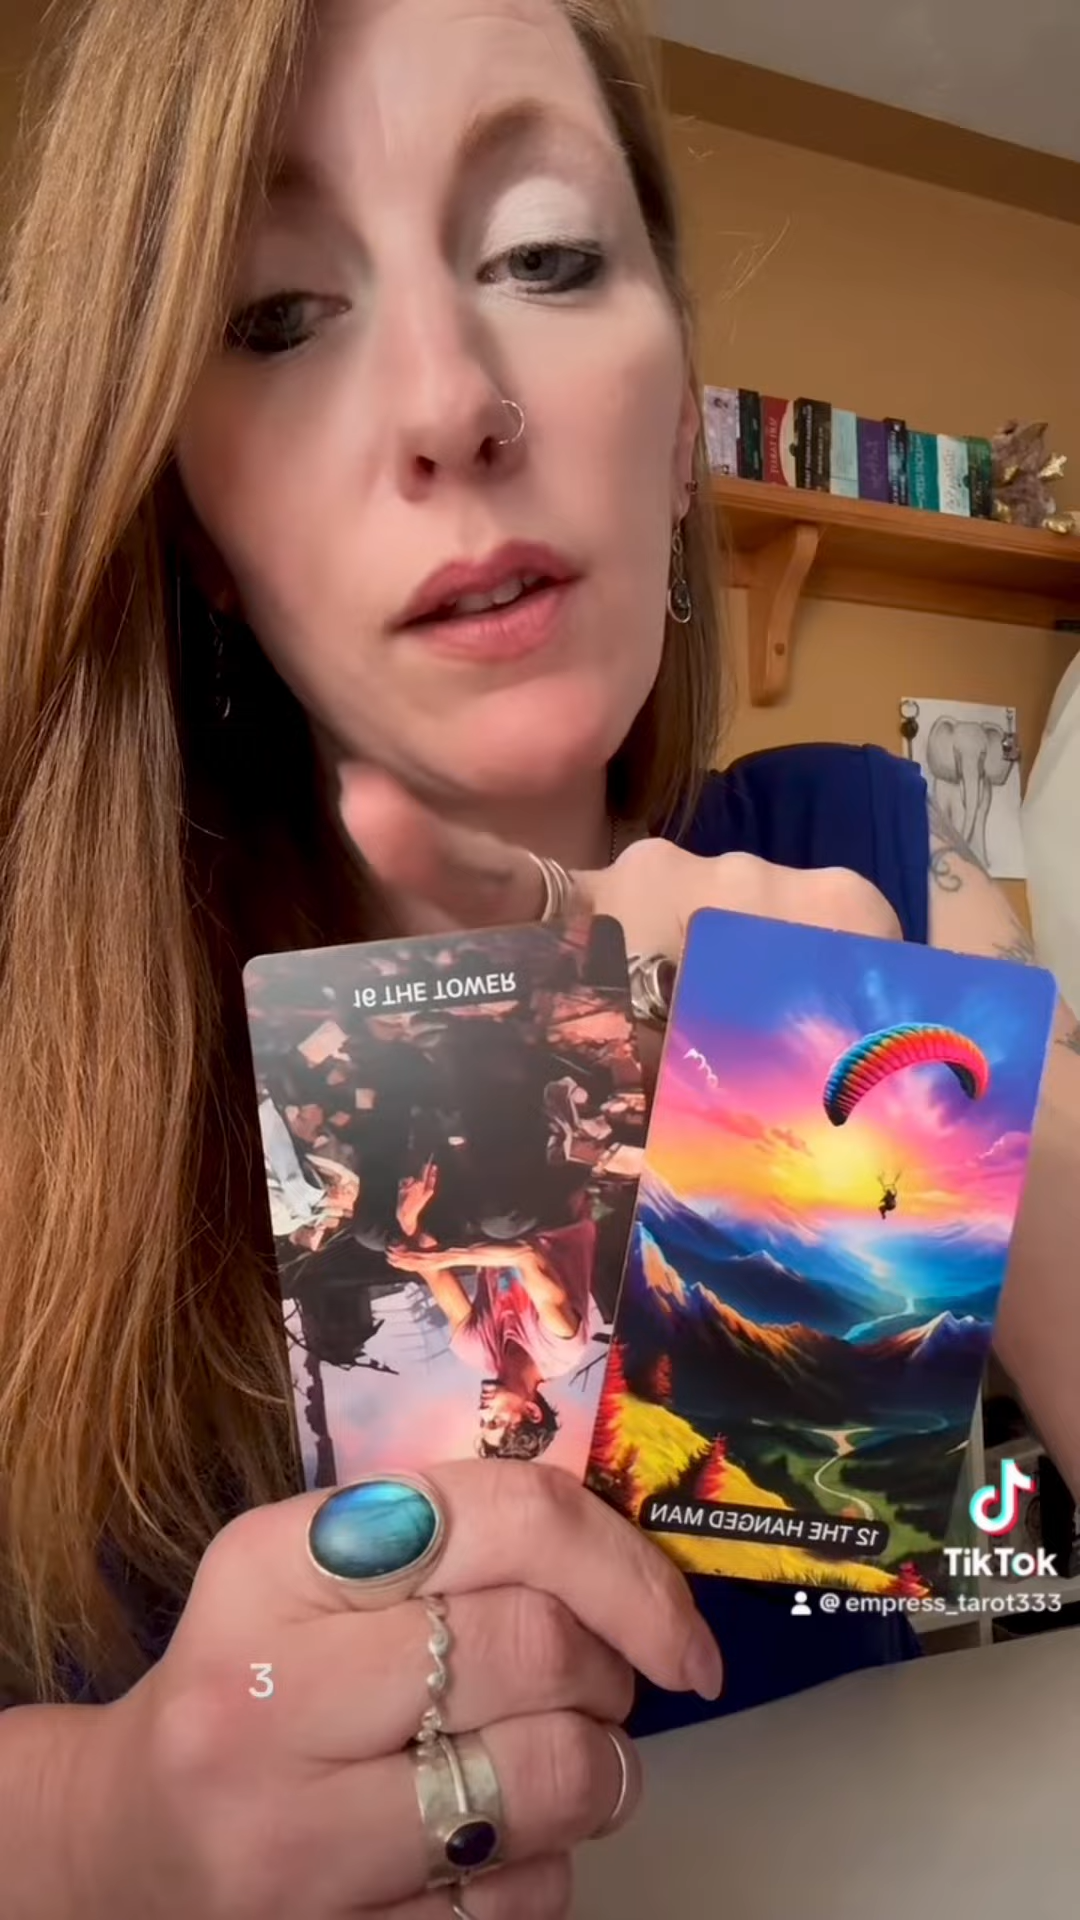 16 THE TOWER
12 THE HANGED MAN
TikTok
@ empress_tarot333
3